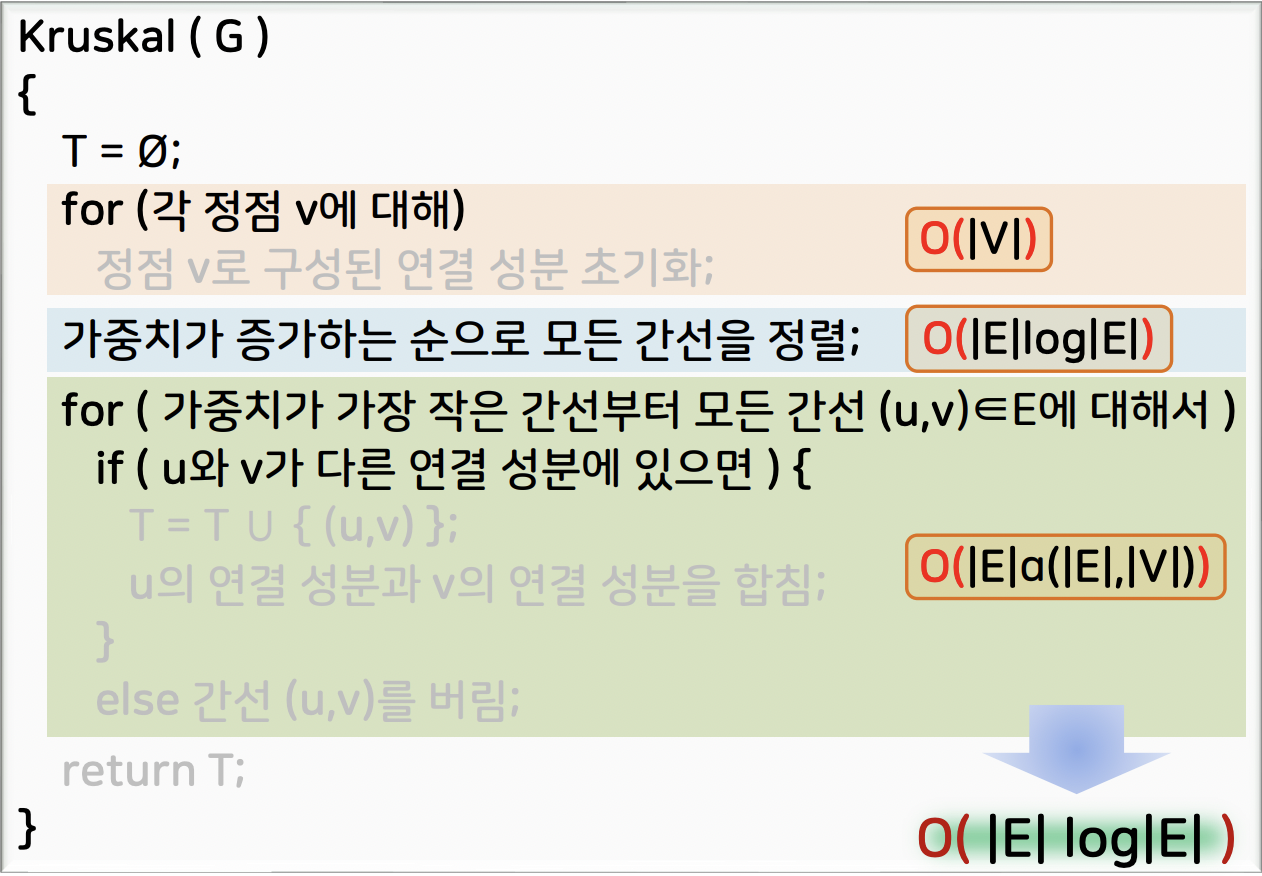 Kruskal ( G )
{
T = Ø;
for (각 정점 v에 대해)
정점 v로 구성된 연결 성분 초기화;
O(|V|)
가중치가 증가하는 순으로 모든 간선을 정렬;
O(|E|log|E|)
for ( 가중치가 가장 작은 간선부터 모든 간선 (u,v)∈E에 대해서 )
if ( u와 v가 다른 연결 성분에 있으면 ) {
T = T ∪ { (u,v) };
u의 연결 성분과 v의 연결 성분을 합침;
O(|E|α(|E|,|V|))
}
else 간선 (u,v)를 버림;
return T;
}
O( |E| log|E| )